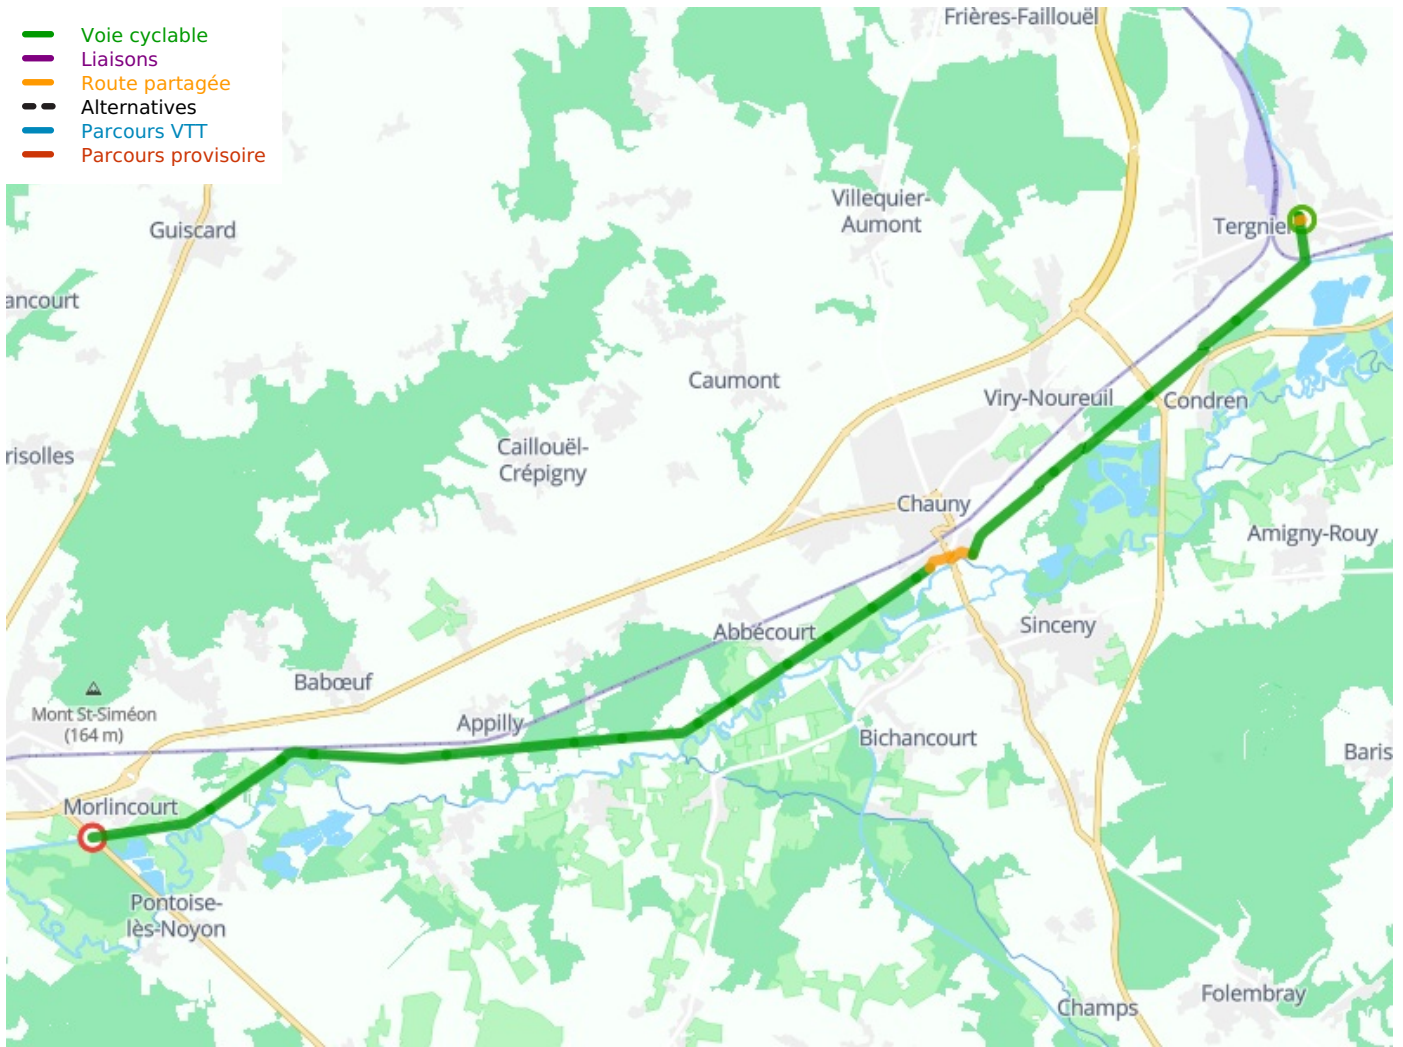 Voie cyclable
Liaisons
Route partagée
Alternatives
Parcours VTT
Parcours provisoire
Frières-Faillouël
Villequier-
Aumont
Guiscard
Tergnier
ancourt
Caumont
Viry-Noureuil
Condren
Caillouël-
Crépigny
risolles
Chauny
Amigny-Rouy
Sinceny
Abbécourt
Babœuf
Mont St-Siméon
(164 m)
Appilly
Bichancourt
Baris
Morlincourt
Pontoise-
lès-Noyon
Folembray
Champs